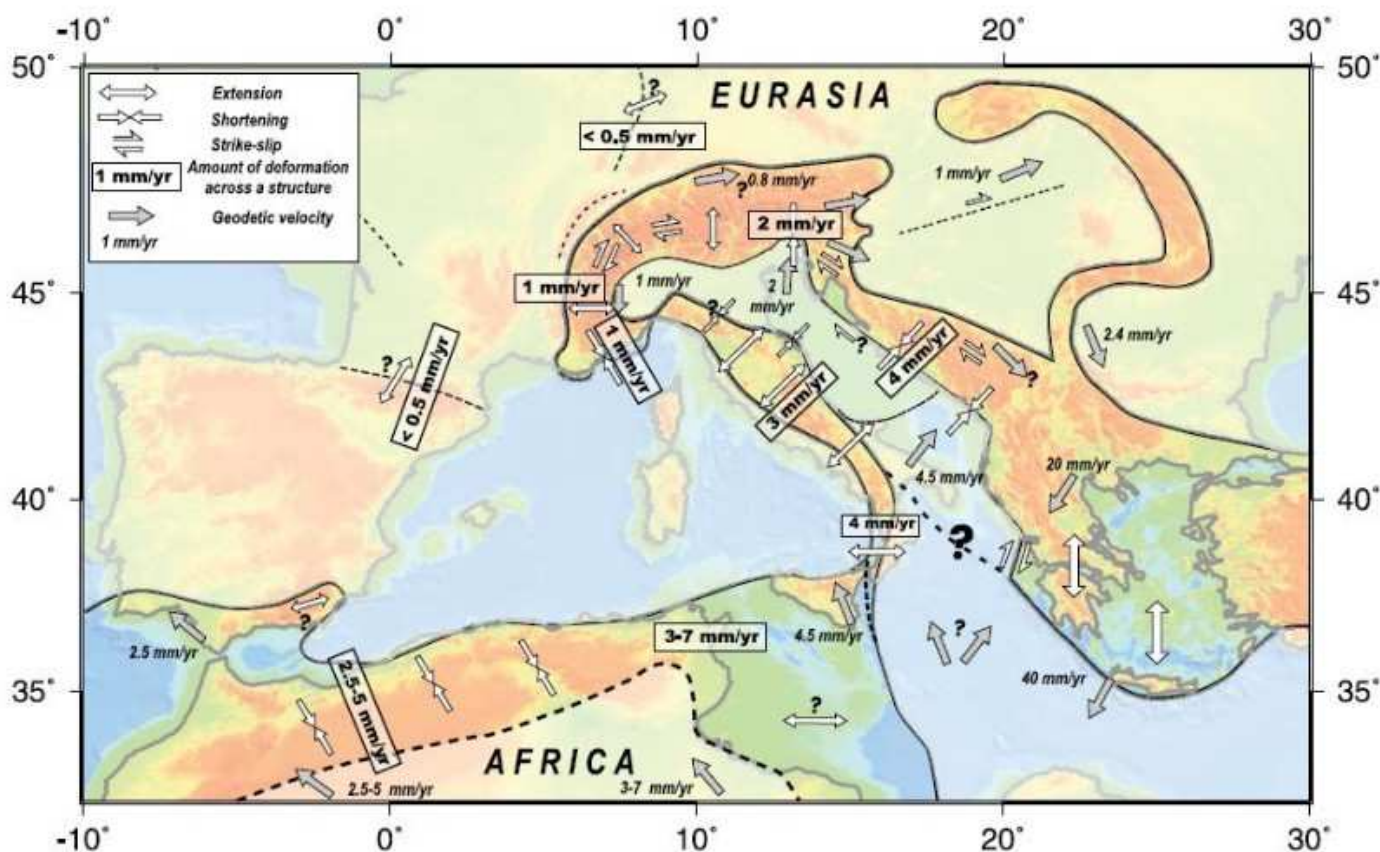 -10° 0° 10° 20° 30°
50° 50°
Extension
Shortening
Strike-slip
1 mm/yr Amount of deformation
across a structure
Geodetic velocity
1 mm/yr
EURASIA
?
< 0.5 mm/yr
?
0.8 mm/yr
1 mm/yr
2 mm/yr
45° 45°
1 mm/yr
1 mm/yr
2
mm/yr
?
1 mm/yr
?
4 mm/yr
?
2.4 mm/yr
?
< 0.5 mm/yr
3 mm/yr
4.5 mm/yr
20 mm/yr
40° 40°
4 mm/yr
?
?
2.5 mm/yr
3-7 mm/yr
4.5 mm/yr
?
40 mm/yr
35° 35°
2.5-5 mm/yr
?
AFRICA
2.5-5 mm/yr
3-7 mm/yr
-10° 0° 10° 20° 30°